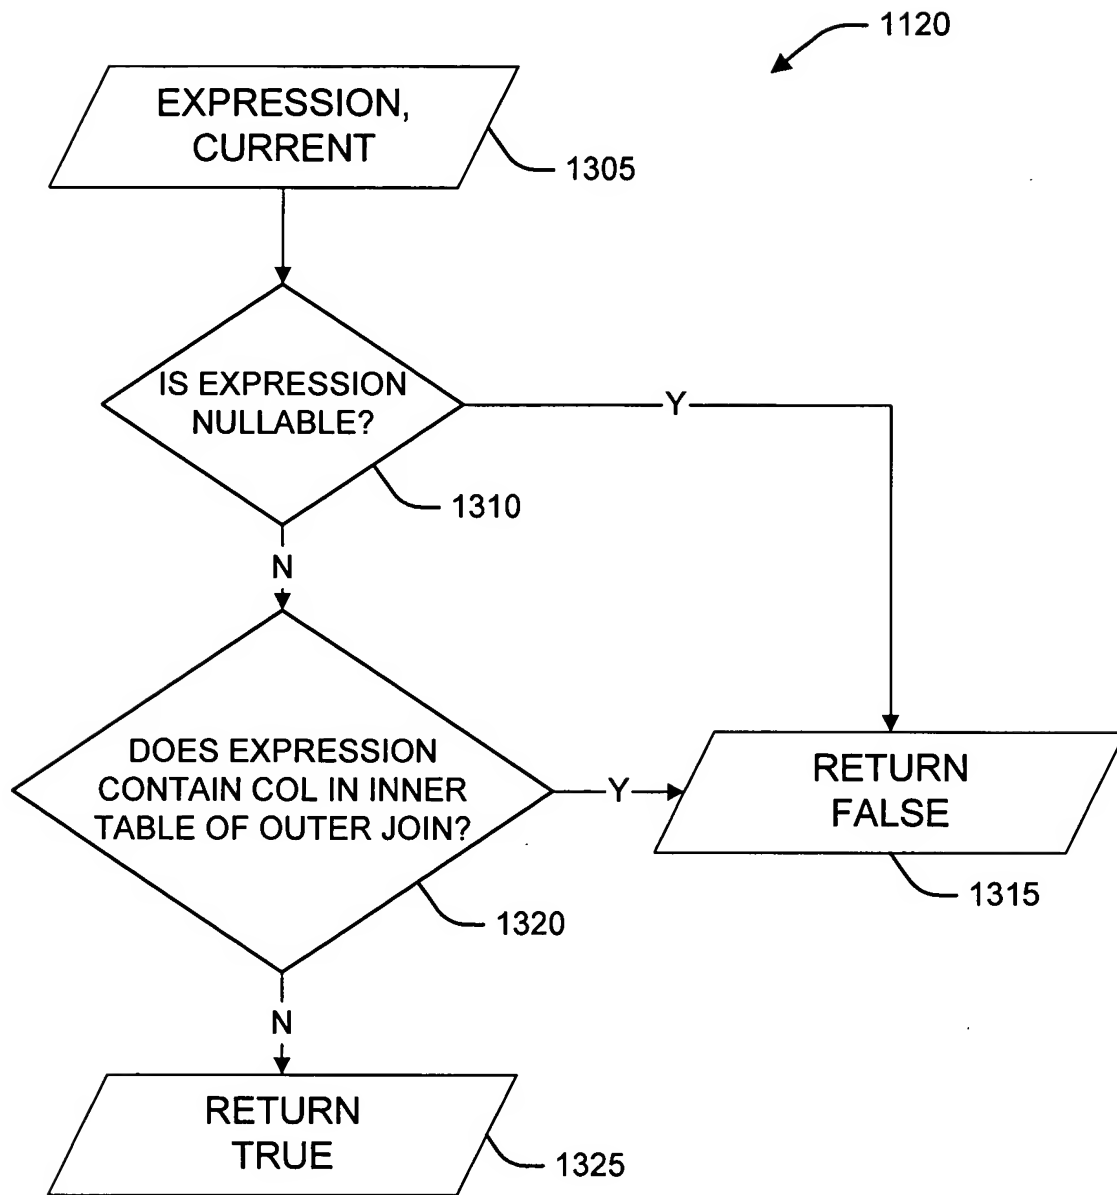 1120
EXPRESSION,
CURRENT
1305
IS EXPRESSION
NULLABLE?
Y
1310
N
DOES EXPRESSION
CONTAIN COL IN INNER
TABLE OF OUTER JOIN?
Y
RETURN
FALSE
1315
1320
N
RETURN
TRUE
1325